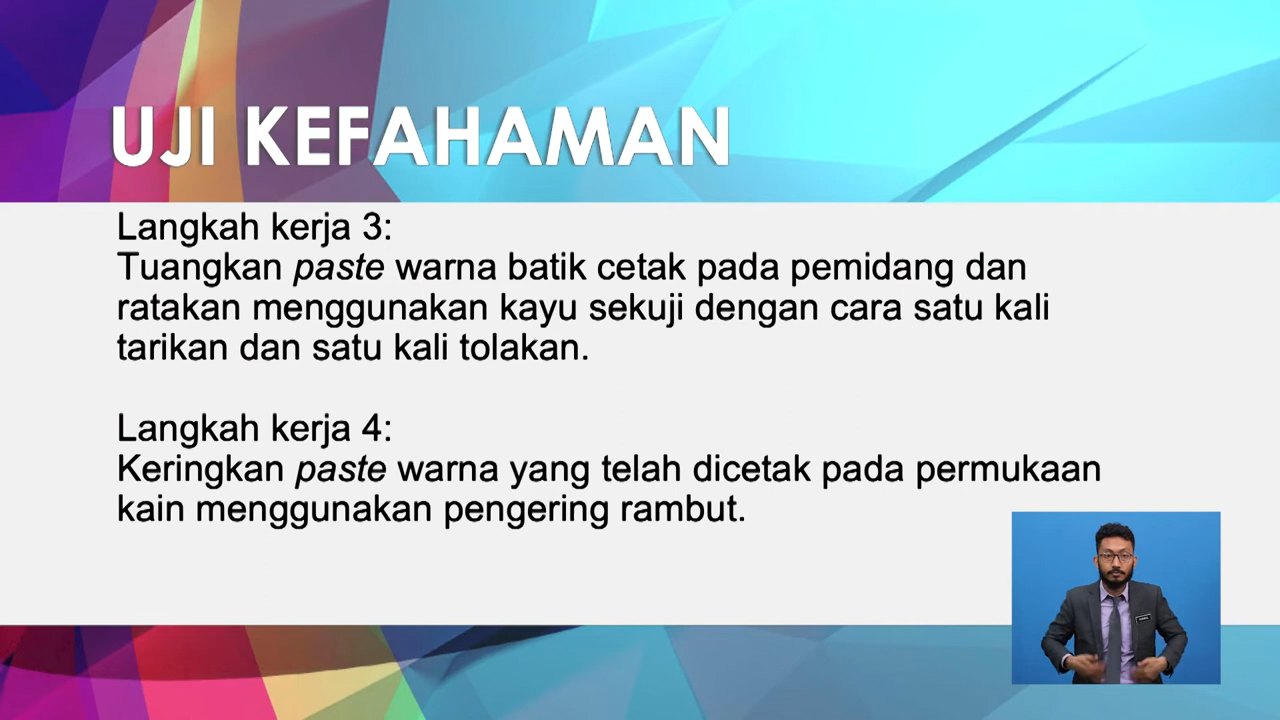 UJI KEFAHAMAN
Langkah kerja 3:
Tuangkan paste warna batik cetak pada pemidang dan
ratakan menggunakan kayu sekuji dengan cara satu kali
tarikan dan satu kali tolakan.
Langkah kerja 4:
Keringkan paste warna yang telah dicetak pada permukaan
kain menggunakan pengering rambut.